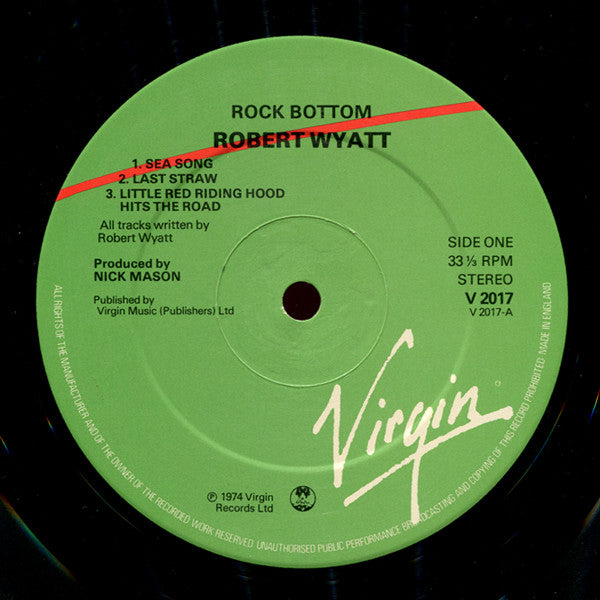 ROCK BOTTOM
ROBERT WYATT
1. SEA SONG
2. LAST STRAW
3. LITTLE RED RIDING HOOD
HITS THE ROAD
All tracks written by
Robert Wyatt
Produced by
NICK MASON
Published by
Virgin Music (Publishers) Ltd
SIDE ONE
33⅓ RPM
STEREO
V 2017
V 2017-A
Virgin
℗ 1974 Virgin
Records Ltd
ALL RIGHTS OF THE MANUFACTURER AND OF THE OWNER OF THE RECORDED WORK RESERVED. UNAUTHORISED PUBLIC PERFORMANCE BROADCASTING AND COPYING OF THIS RECORD PROHIBITED. MADE IN ENGLAND